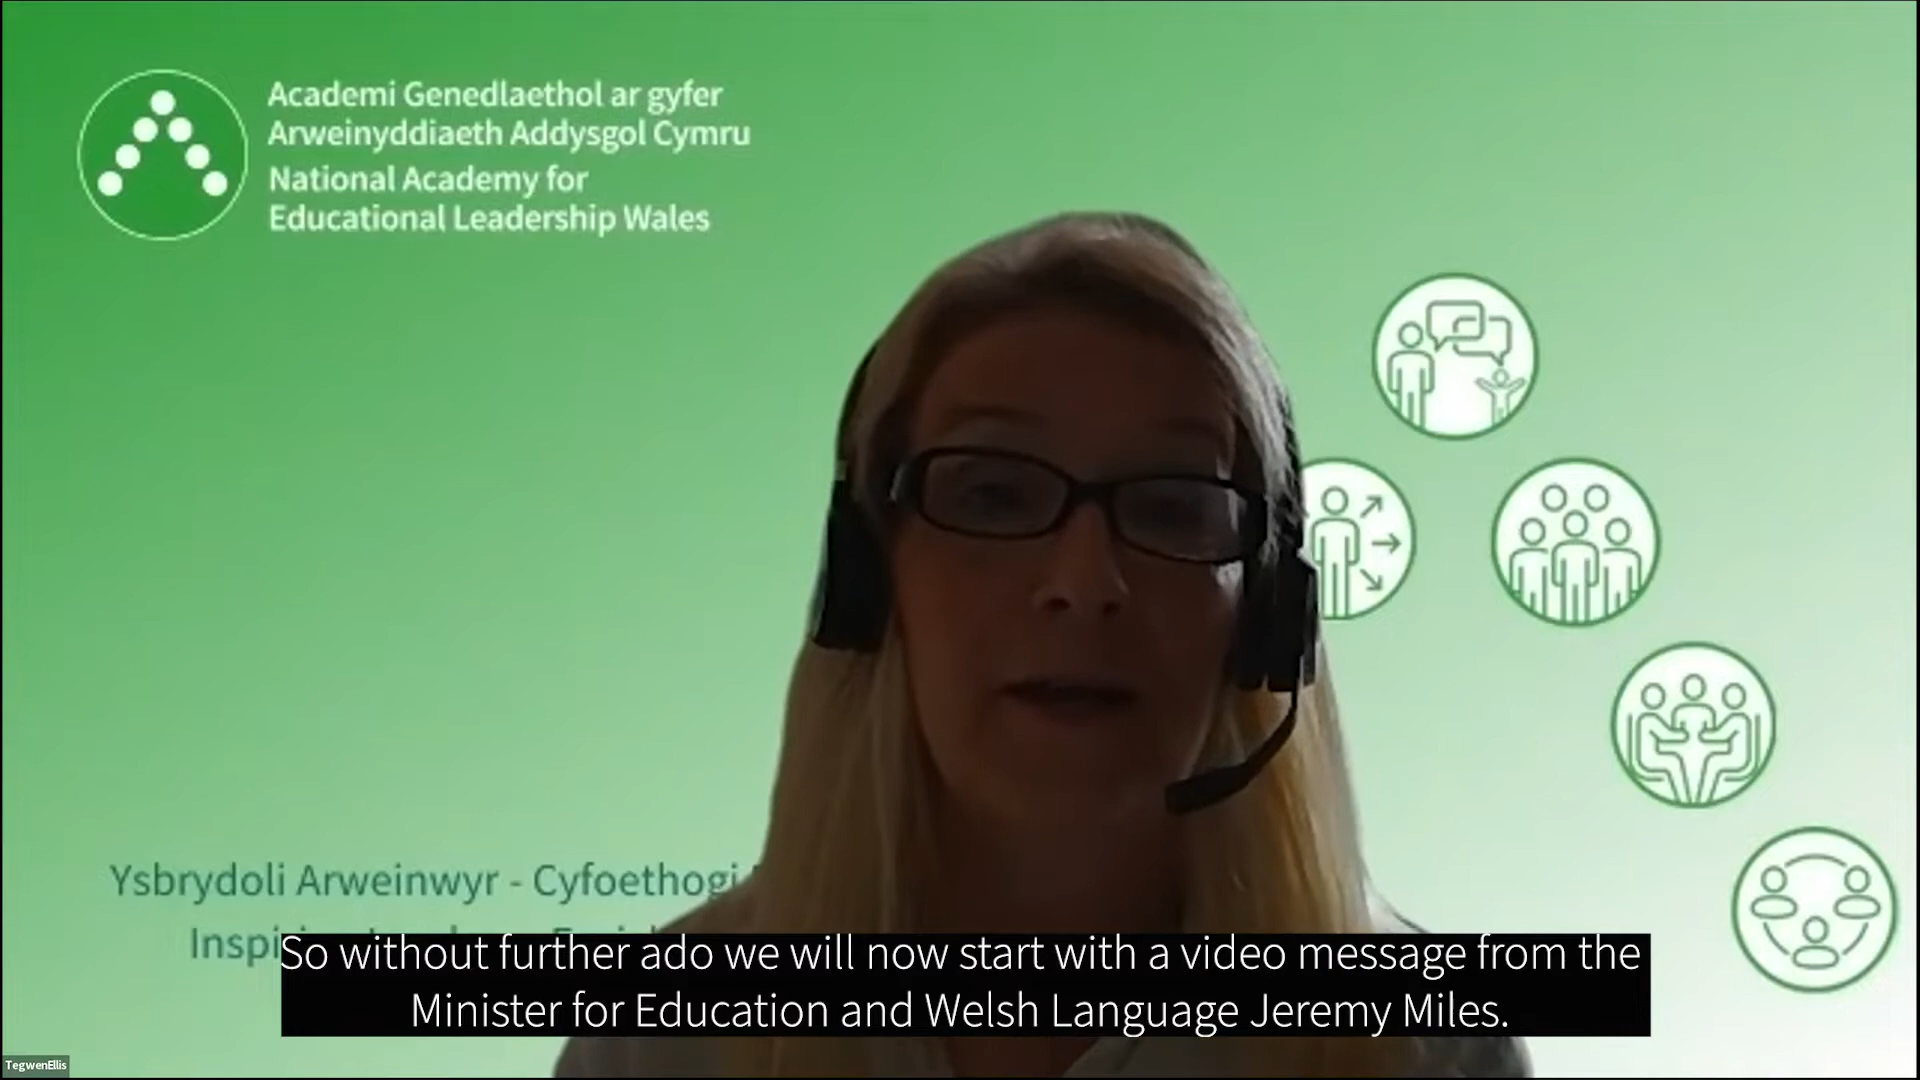 Academi Genedlaethol ar gyfer
Arweinyddiaeth Addysgol Cymru
National Academy for
Educational Leadership Wales
Ysbrydoli Arweinwyr - Cyfoethogi
So without further ado we will now start with a video message from the
Minister for Education and Welsh Language Jeremy Miles.
TegwenEllis